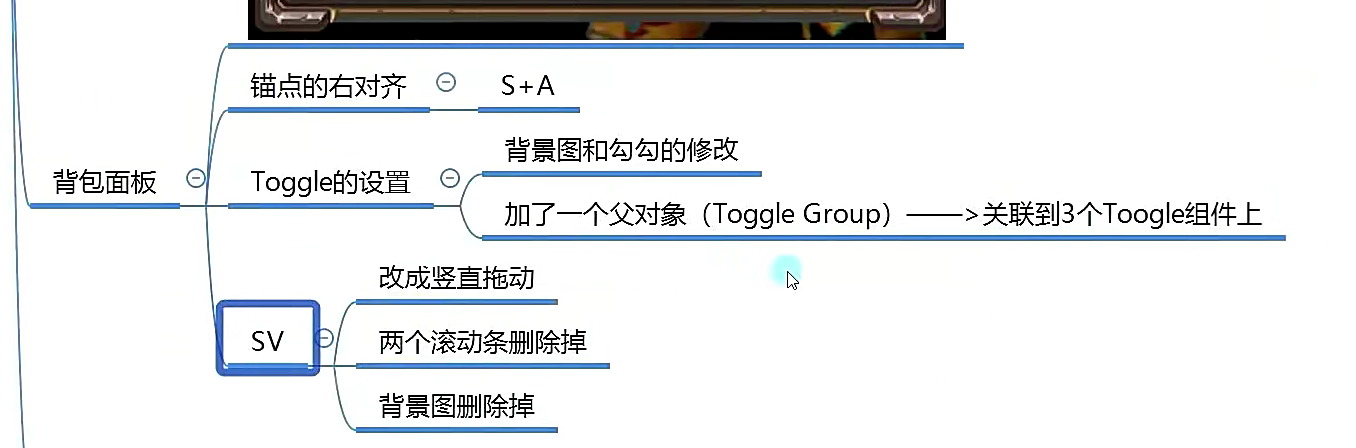 锚点的右对齐
S+A
背包面板
Toggle的设置
背景图和勾勾的修改
加了一个父对象（Toggle Group）——>关联到3个Toogle组件上
SV
改成竖直拖动
两个滚动条删除掉
背景图删除掉